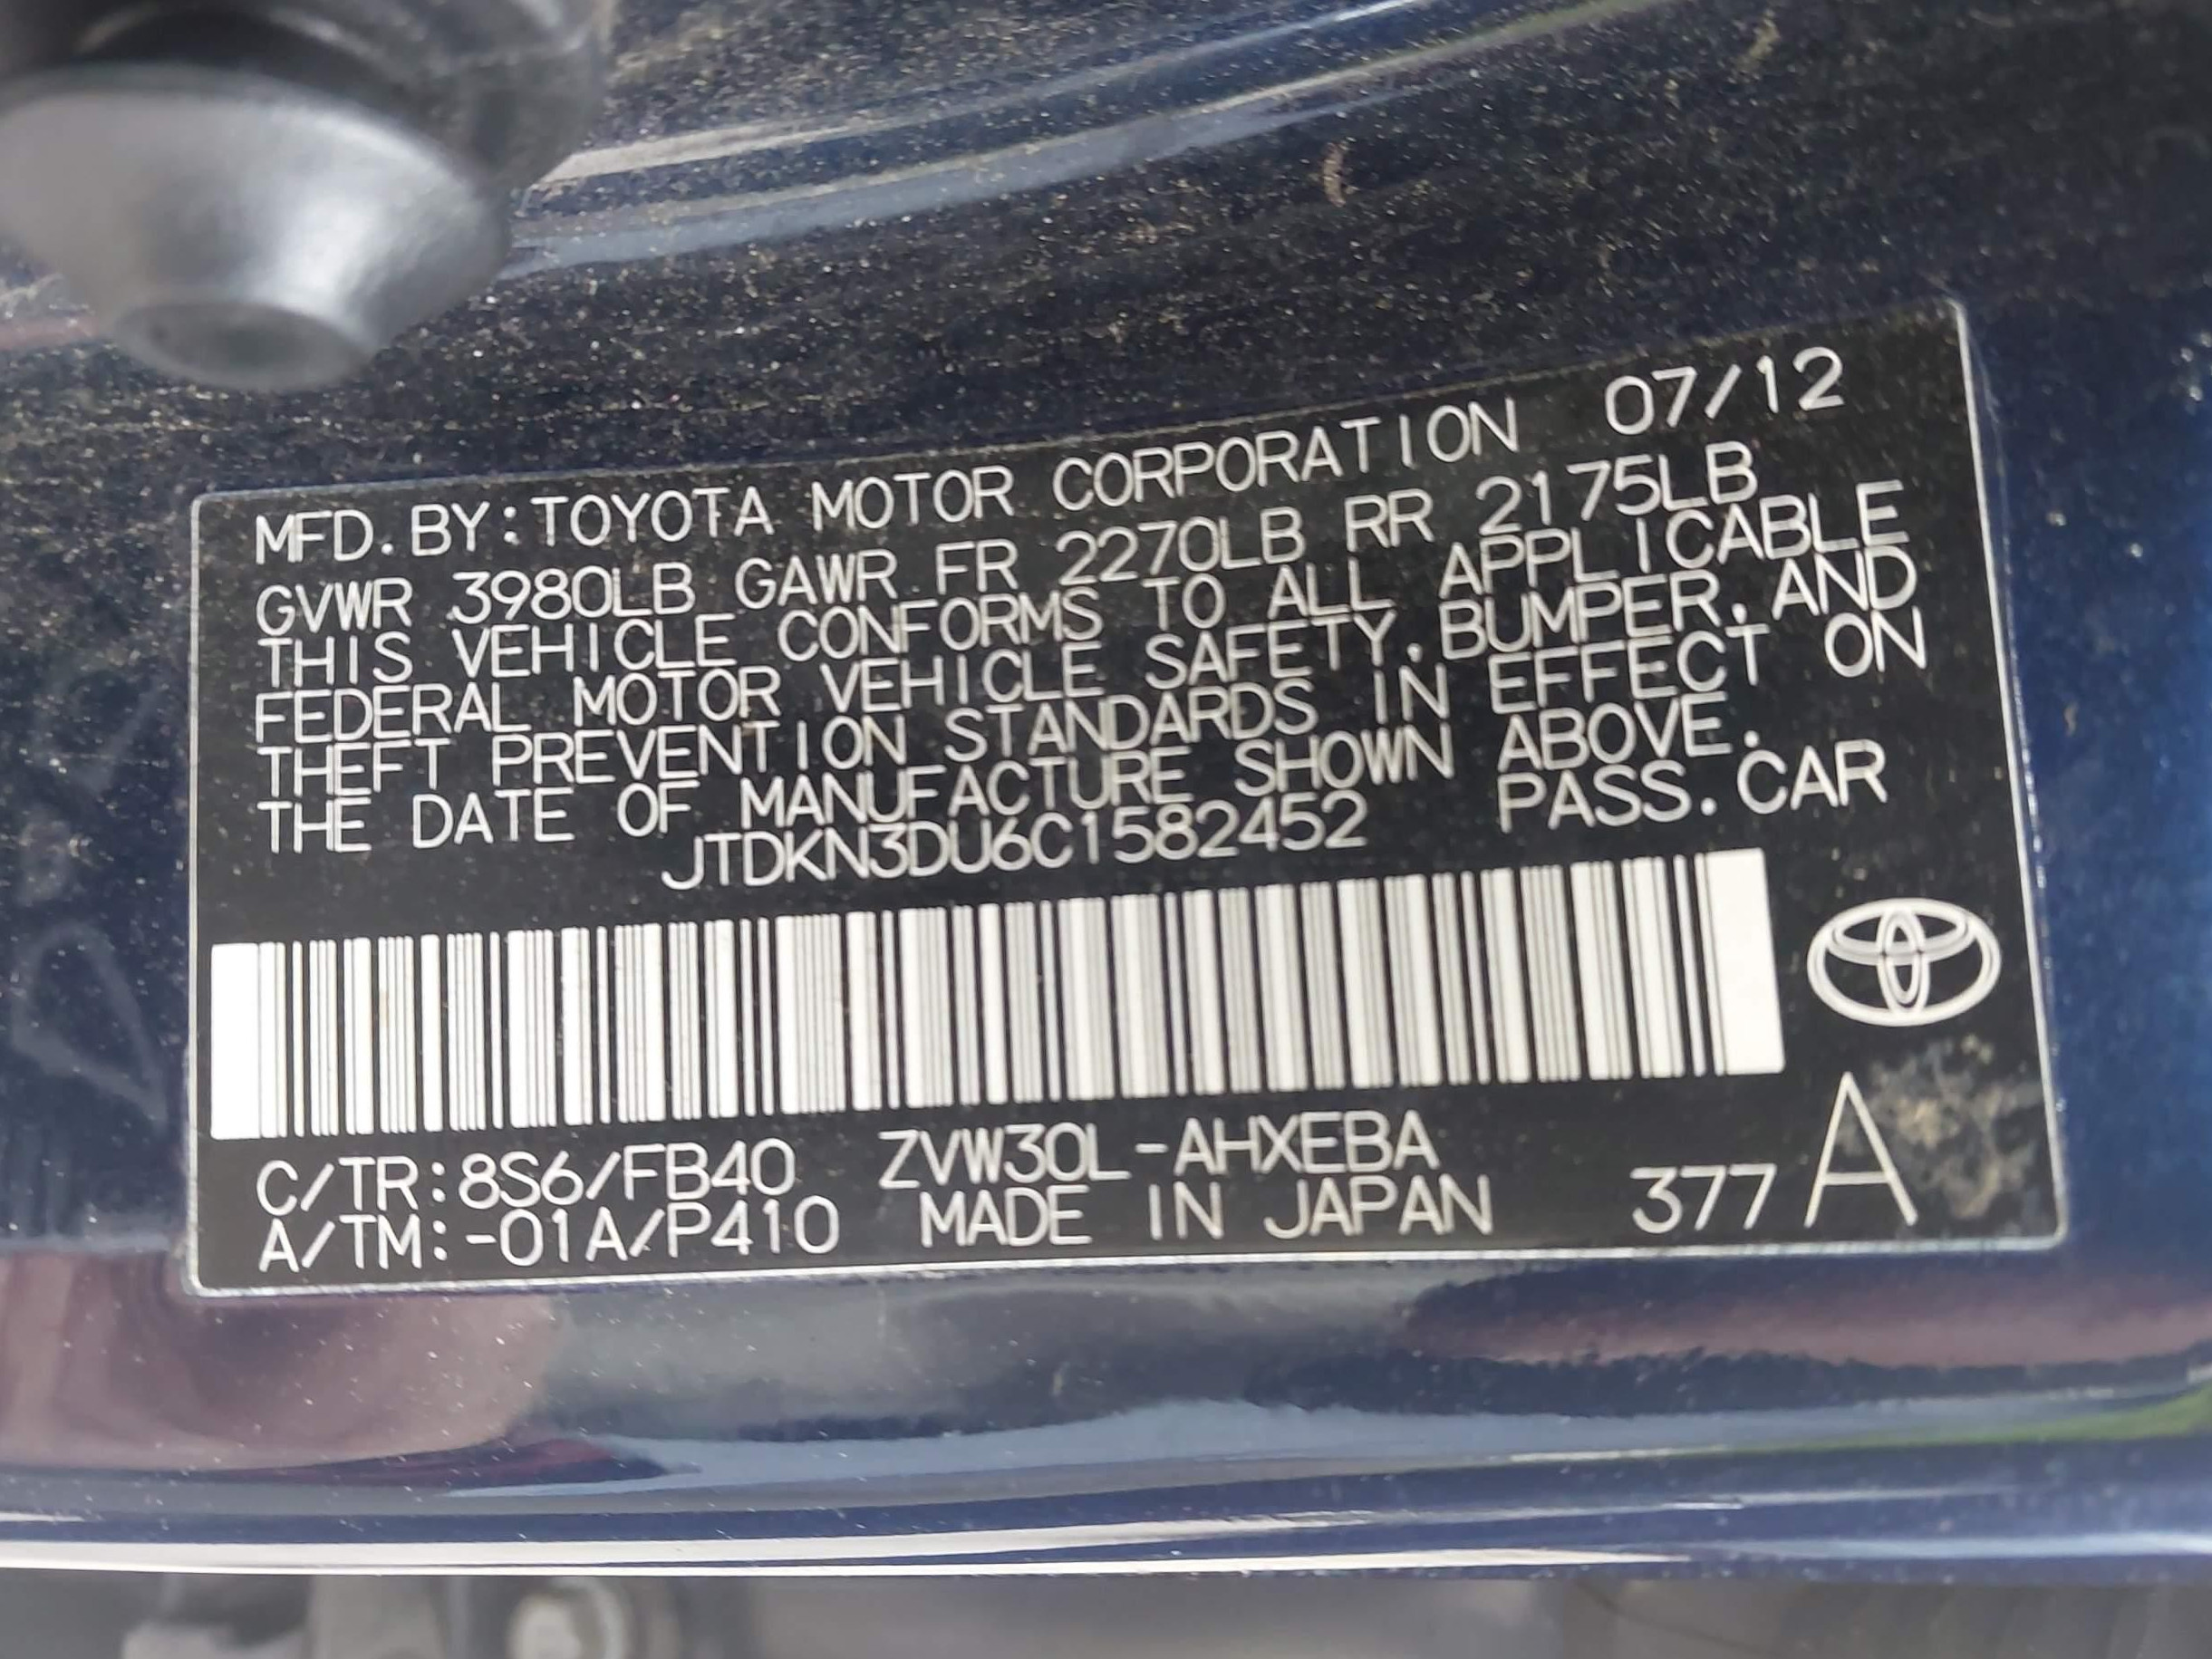 MFD. BY: TOYOTA MOTOR CORPORATION 07/12
GVWR 3980LB GAWR FR 2270LB RR 2175LB
THIS VEHICLE CONFORMS TO ALL APPLICABLE
FEDERAL MOTOR VEHICLE SAFETY, BUMPER, AND
THEFT PREVENTION STANDARDS IN EFFECT ON
THE DATE OF MANUFACTURE SHOWN ABOVE.
JTDKN3DU6C1582452 PASS. CAR
C/TR: 8S6/FB40 ZVW30L-AHXEBA
A/TM: -01A/P410 MADE IN JAPAN 377 A